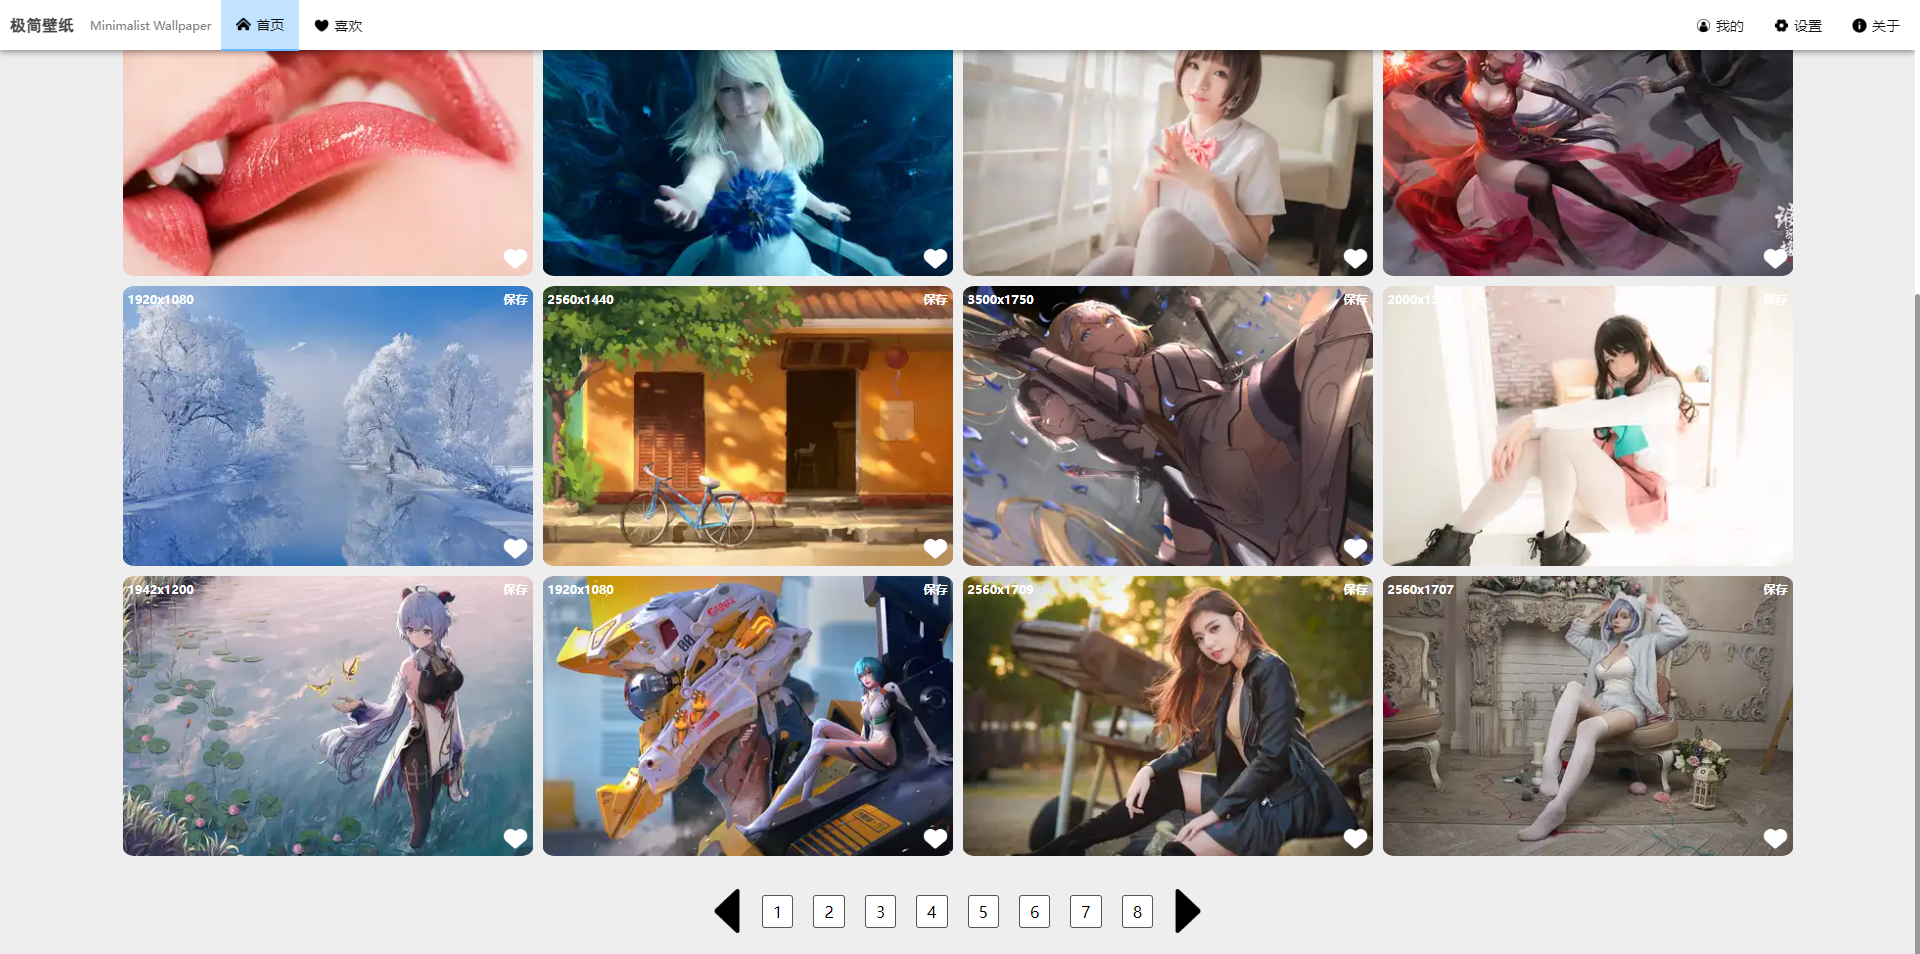 极简壁纸 Minimalist Wallpaper 首页 喜欢 我的 设置 关于
1920x1080 保存 2560x1440 保存 3500x1750 保存 保存
1942x1200 保存 1920x1080 保存 2560x1709 保存 2560x1707 保存
00
1 2 3 4 5 6 7 8